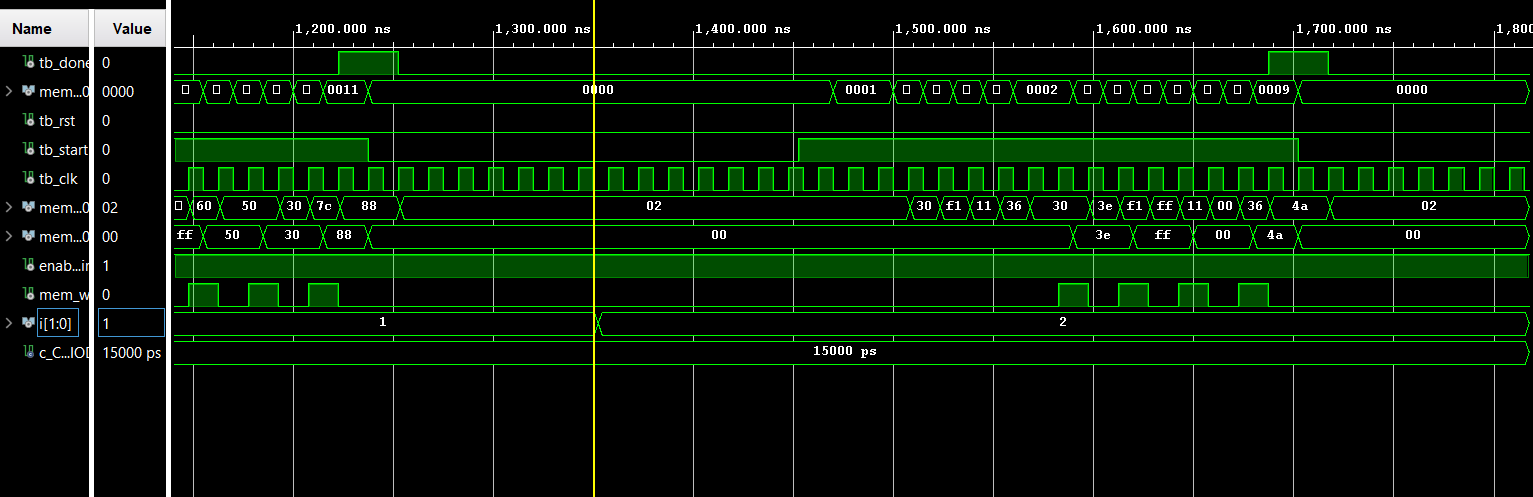 Name Value
1,200.000 ns 1,300.000 ns 1,400.000 ns 1,500.000 ns 1,600.000 ns 1,700.000 ns 1,800
tb_done 0
mem...0 0000 0011 0000 0001 0002 0009 0000
tb_rst 0
tb_start 0
tb_clk 0
mem...0 02 60 50 30 7c 88 02 30 f1 11 36 30 3e f1 ff 11 00 36 4a 02
mem...0 00 ff 50 30 88 00 3e ff 00 4a 00
enab...ir 1
mem_w 0
i[1:0] 1 1 2
c_C...IOD 15000 ps 15000 ps